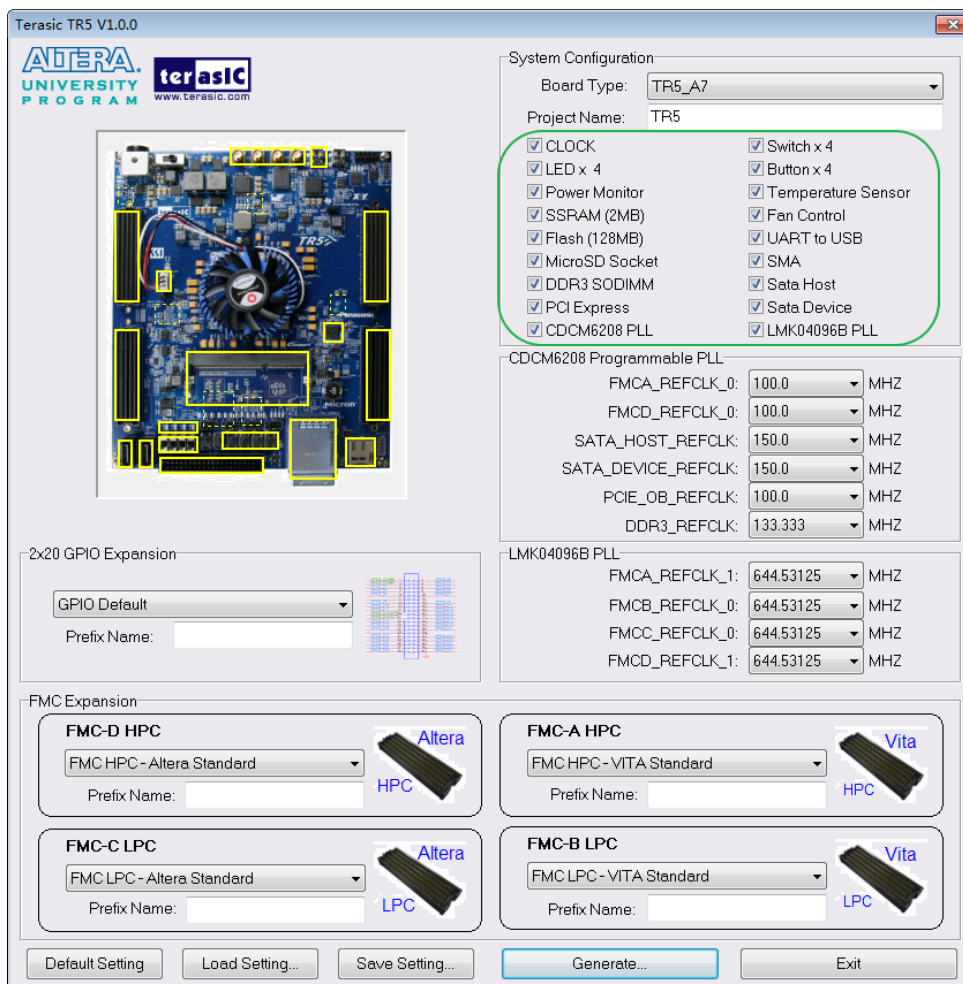 Terasic TR5 V1.0.0
ALTERA.
UNIVERSITY
PROGRAM
terasIC
www.terasic.com
System Configuration
Board Type: TR5_A7
Project Name: TR5
CLOCK
Switch x 4
LED x 4
Button x 4
Power Monitor
Temperature Sensor
SSRAM (2MB)
Fan Control
Flash (128MB)
UART to USB
MicroSD Socket
SMA
DDR3 SODIMM
Sata Host
PCI Express
Sata Device
CDCM6208 PLL
LMK04096B PLL
TR5
Panasonic
Micron
CDCM6208 Programmable PLL
FMCA_REFCLK_0: 100.0 MHZ
FMCD_REFCLK_0: 100.0 MHZ
SATA_HOST_REFCLK: 150.0 MHZ
SATA_DEVICE_REFCLK: 150.0 MHZ
PCIE_OB_REFCLK: 100.0 MHZ
DDR3_REFCLK: 133.333 MHZ
2x20 GPIO Expansion
GPIO Default
Prefix Name:
LMK04096B PLL
FMCA_REFCLK_1: 644.53125 MHZ
FMCB_REFCLK_0: 644.53125 MHZ
FMCC_REFCLK_0: 644.53125 MHZ
FMCD_REFCLK_1: 644.53125 MHZ
FMC Expansion
FMC-D HPC
Altera
FMC HPC - Altera Standard
HPC
Prefix Name:
FMC-A HPC
Vita
FMC HPC - VITA Standard
HPC
Prefix Name:
FMC-C LPC
Altera
FMC LPC - Altera Standard
LPC
Prefix Name:
FMC-B LPC
Vita
FMC LPC - VITA Standard
LPC
Prefix Name:
Default Setting
Load Setting...
Save Setting...
Generate...
Exit